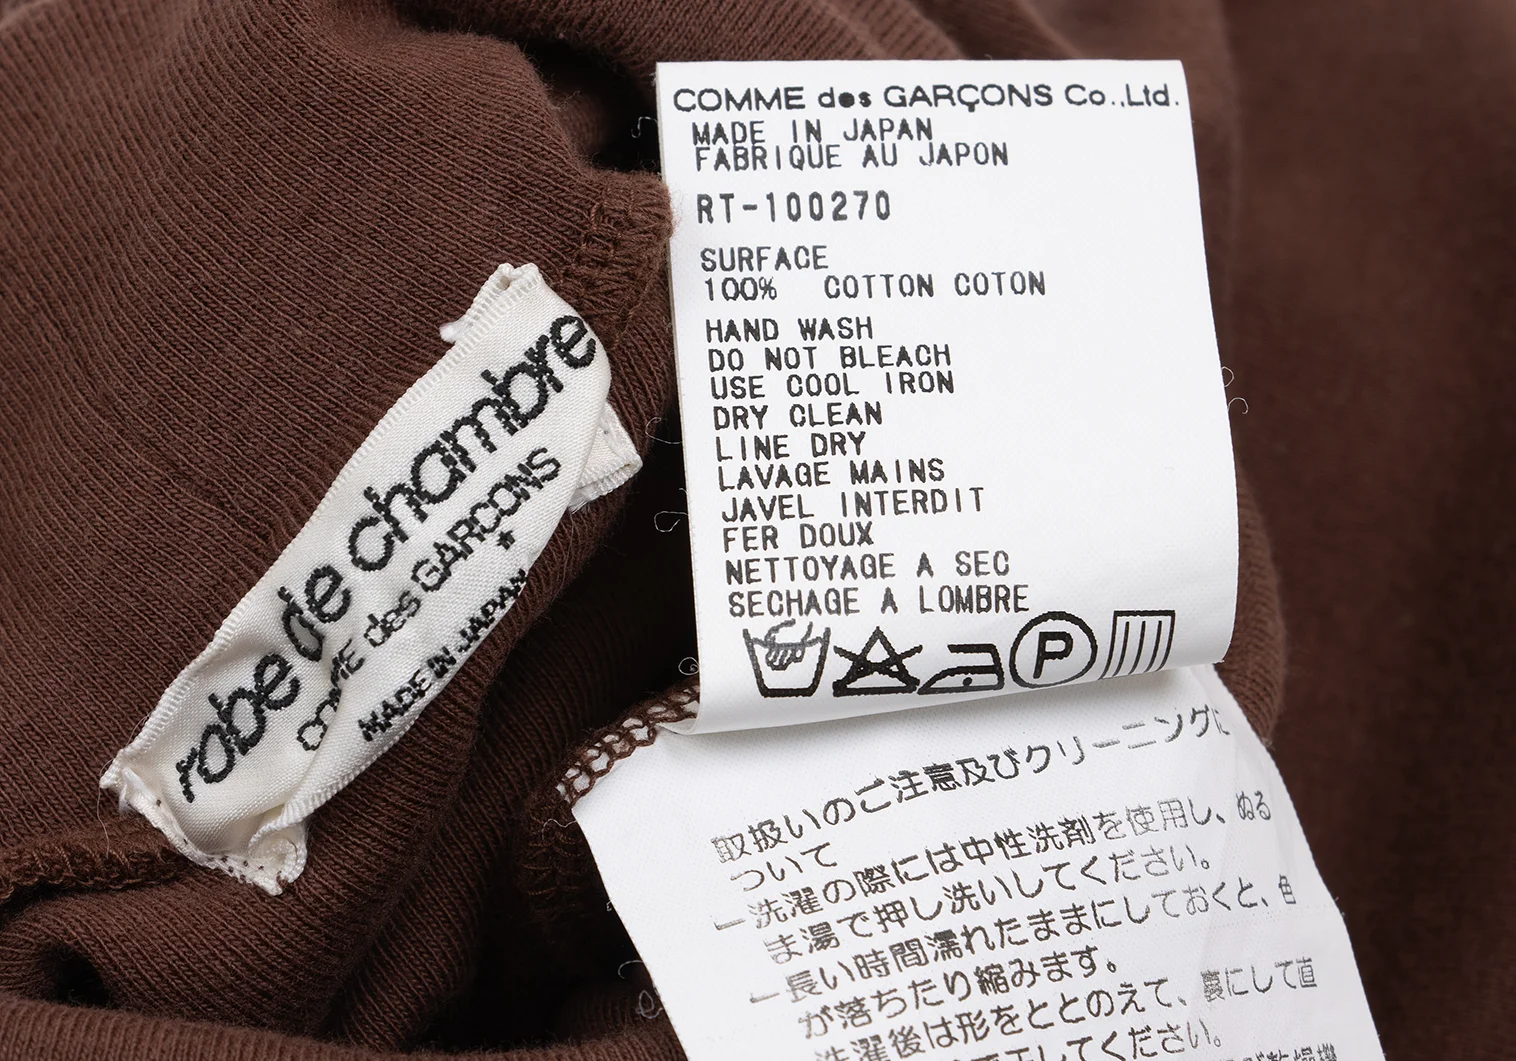 robe de chambre
COMME des GARÇONS
★
MADE IN JAPAN
COMME des GARÇONS Co.,Ltd.
MADE IN JAPAN
FABRIQUE AU JAPON
RT-100270
SURFACE
100% COTTON COTON
HAND WASH
DO NOT BLEACH
USE COOL IRON
DRY CLEAN
LINE DRY
LAVAGE MAINS
JAVEL INTERDIT
FER DOUX
NETTOYAGE A SEC
SECHAGE A LOMBRE
P
取扱いのご注意及びクリーニングに
ついて
―洗濯の際には中性洗剤を使用し、ぬる
ま湯で押し洗いしてください。
―長い時間濡れたままにしておくと、色
が落ちたり縮みます。
洗濯後は形をととのえて、裏にして直
してください。